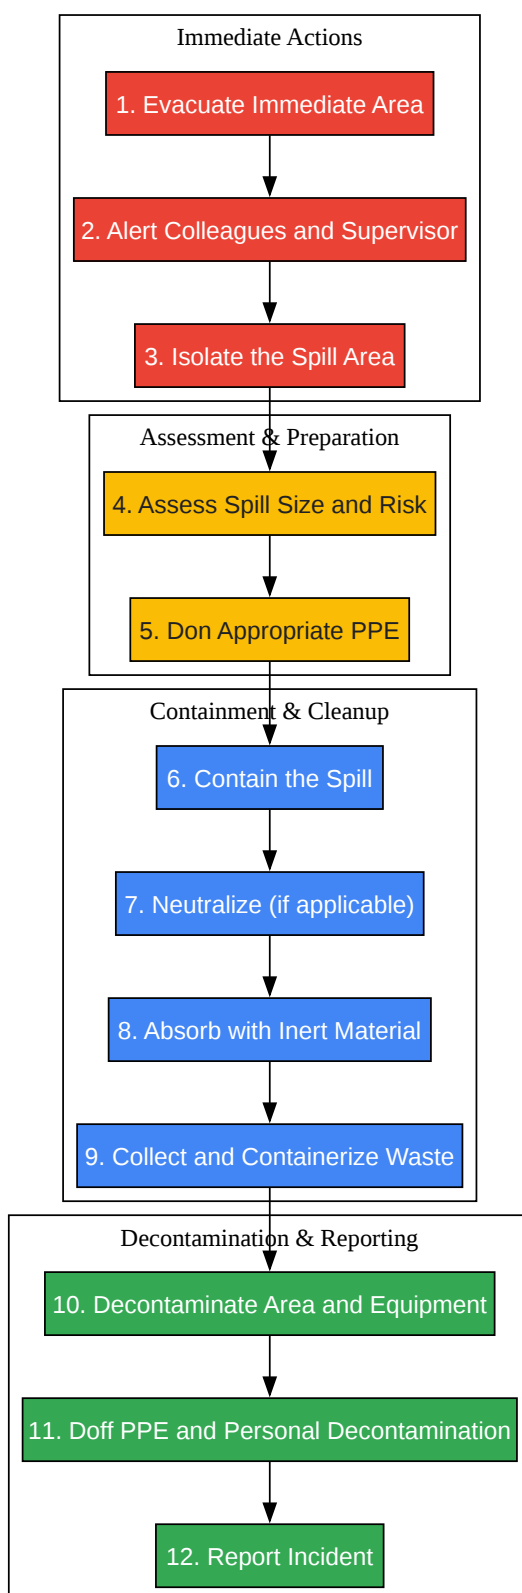 Immediate Actions
1. Evacuate Immediate Area
2. Alert Colleagues and Supervisor
3. Isolate the Spill Area
Assessment & Preparation
4. Assess Spill Size and Risk
5. Don Appropriate PPE
Containment & Cleanup
6. Contain the Spill
7. Neutralize (if applicable)
8. Absorb with Inert Material
9. Collect and Containerize Waste
Decontamination & Reporting
10. Decontaminate Area and Equipment
11. Doff PPE and Personal Decontamination
12. Report Incident